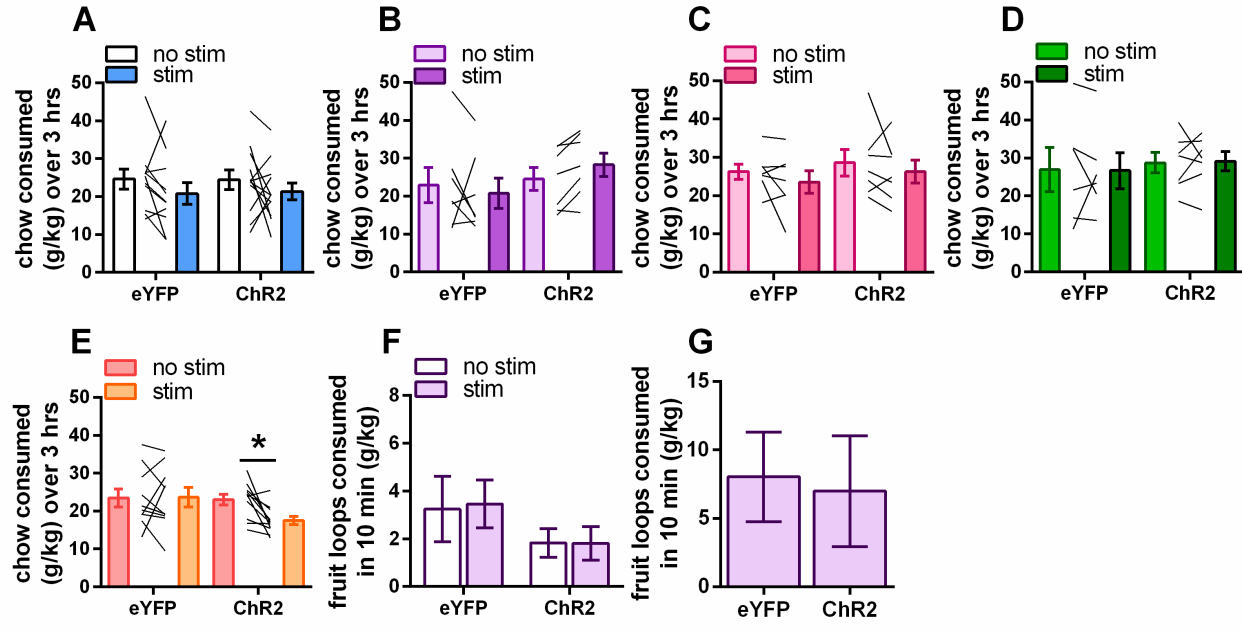 A
no stim
stim
chow consumed
(g/kg) over 3 hrs
50
40
30
20
10
0
eYFP
ChR2
B
no stim
stim
chow consumed
(g/kg) over 3 hrs
50
40
30
20
10
0
eYFP
ChR2
C
no stim
stim
chow consumed
(g/kg) over 3 hrs
50
40
30
20
10
0
eYFP
ChR2
D
no stim
stim
chow consumed
(g/kg) over 3 hrs
50
40
30
20
10
0
eYFP
ChR2
E
no stim
stim
chow consumed
(g/kg) over 3 hrs
50
40
30
20
10
0
*
eYFP
ChR2
F
no stim
stim
fruit loops consumed
in 10 min (g/kg)
8
6
4
2
0
eYFP
ChR2
G
fruit loops consumed
in 10 min (g/kg)
15
10
5
0
eYFP
ChR2